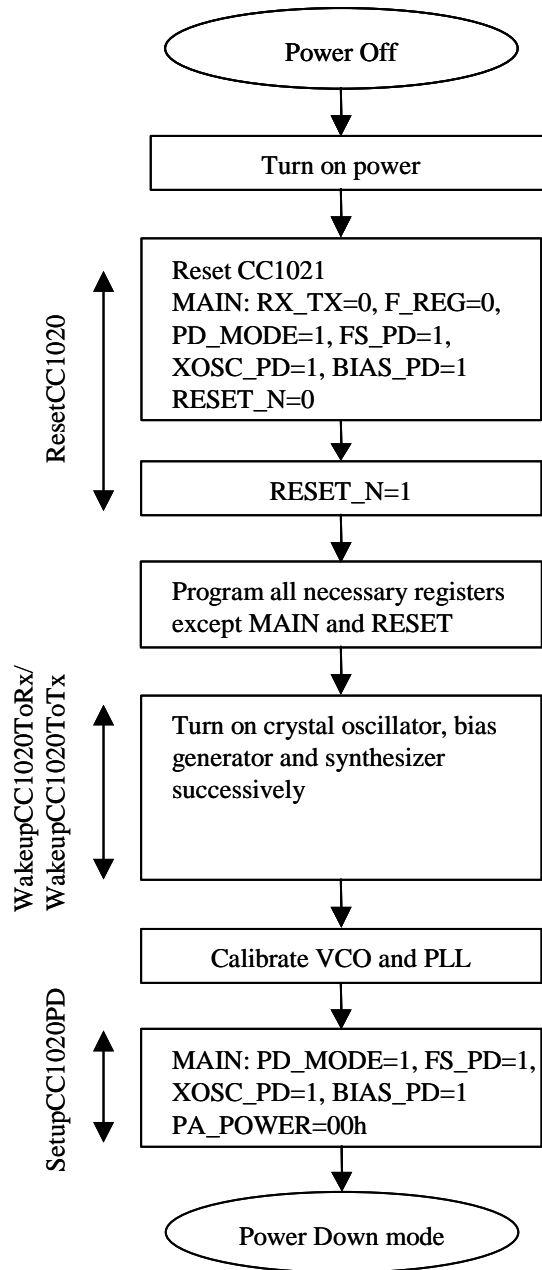 Power Off
Turn on power
ResetCC1020
Reset CC1021
MAIN: RX_TX=0, F_REG=0,
PD_MODE=1, FS_PD=1,
XOSC_PD=1, BIAS_PD=1
RESET_N=0
RESET_N=1
Program all necessary registers
except MAIN and RESET
WakeupCC1020ToRx/
WakeupCC1020ToTx
Turn on crystal oscillator, bias
generator and synthesizer
successively
Calibrate VCO and PLL
SetupCC1020PD
MAIN: PD_MODE=1, FS_PD=1,
XOSC_PD=1, BIAS_PD=1
PA_POWER=00h
Power Down mode